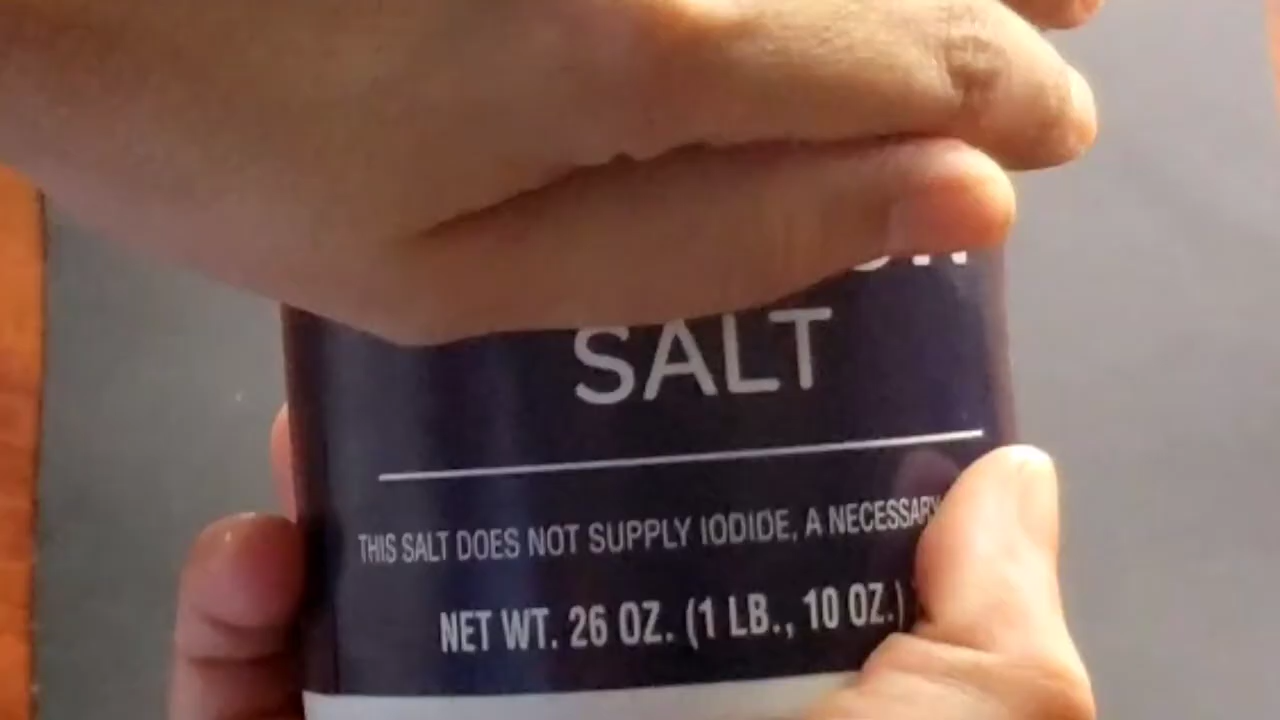 SALT
THIS SALT DOES NOT SUPPLY IODIDE, A NECESSARY
NET WT. 26 OZ. (1 LB., 10 OZ.)